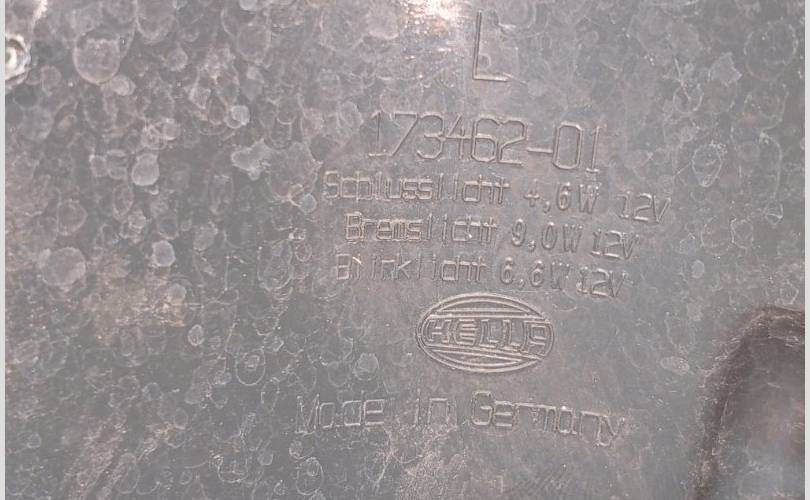 L
173462-01
Schlusslicht 4,6W 12V
Bremslicht 9,0W 12V
Blinklicht 6,6W 12V
HELLA
Made in Germany